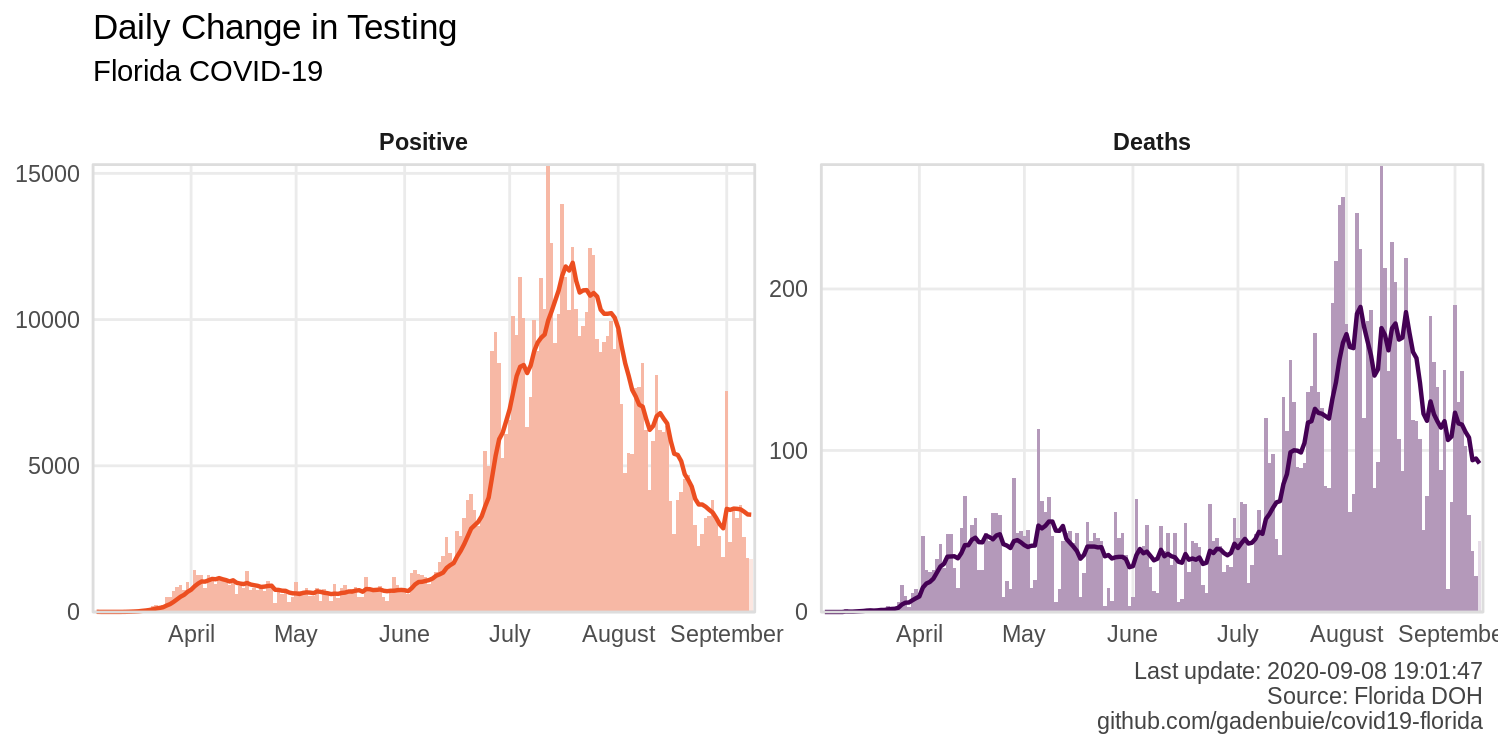 Daily Change in Testing
Florida COVID-19
Positive
Deaths
15000
10000
5000
0
April May June July August September
200
100
0
April May June July August Septembe
Last update: 2020-09-08 19:01:47
Source: Florida DOH
github.com/gadenbuie/covid19-florida